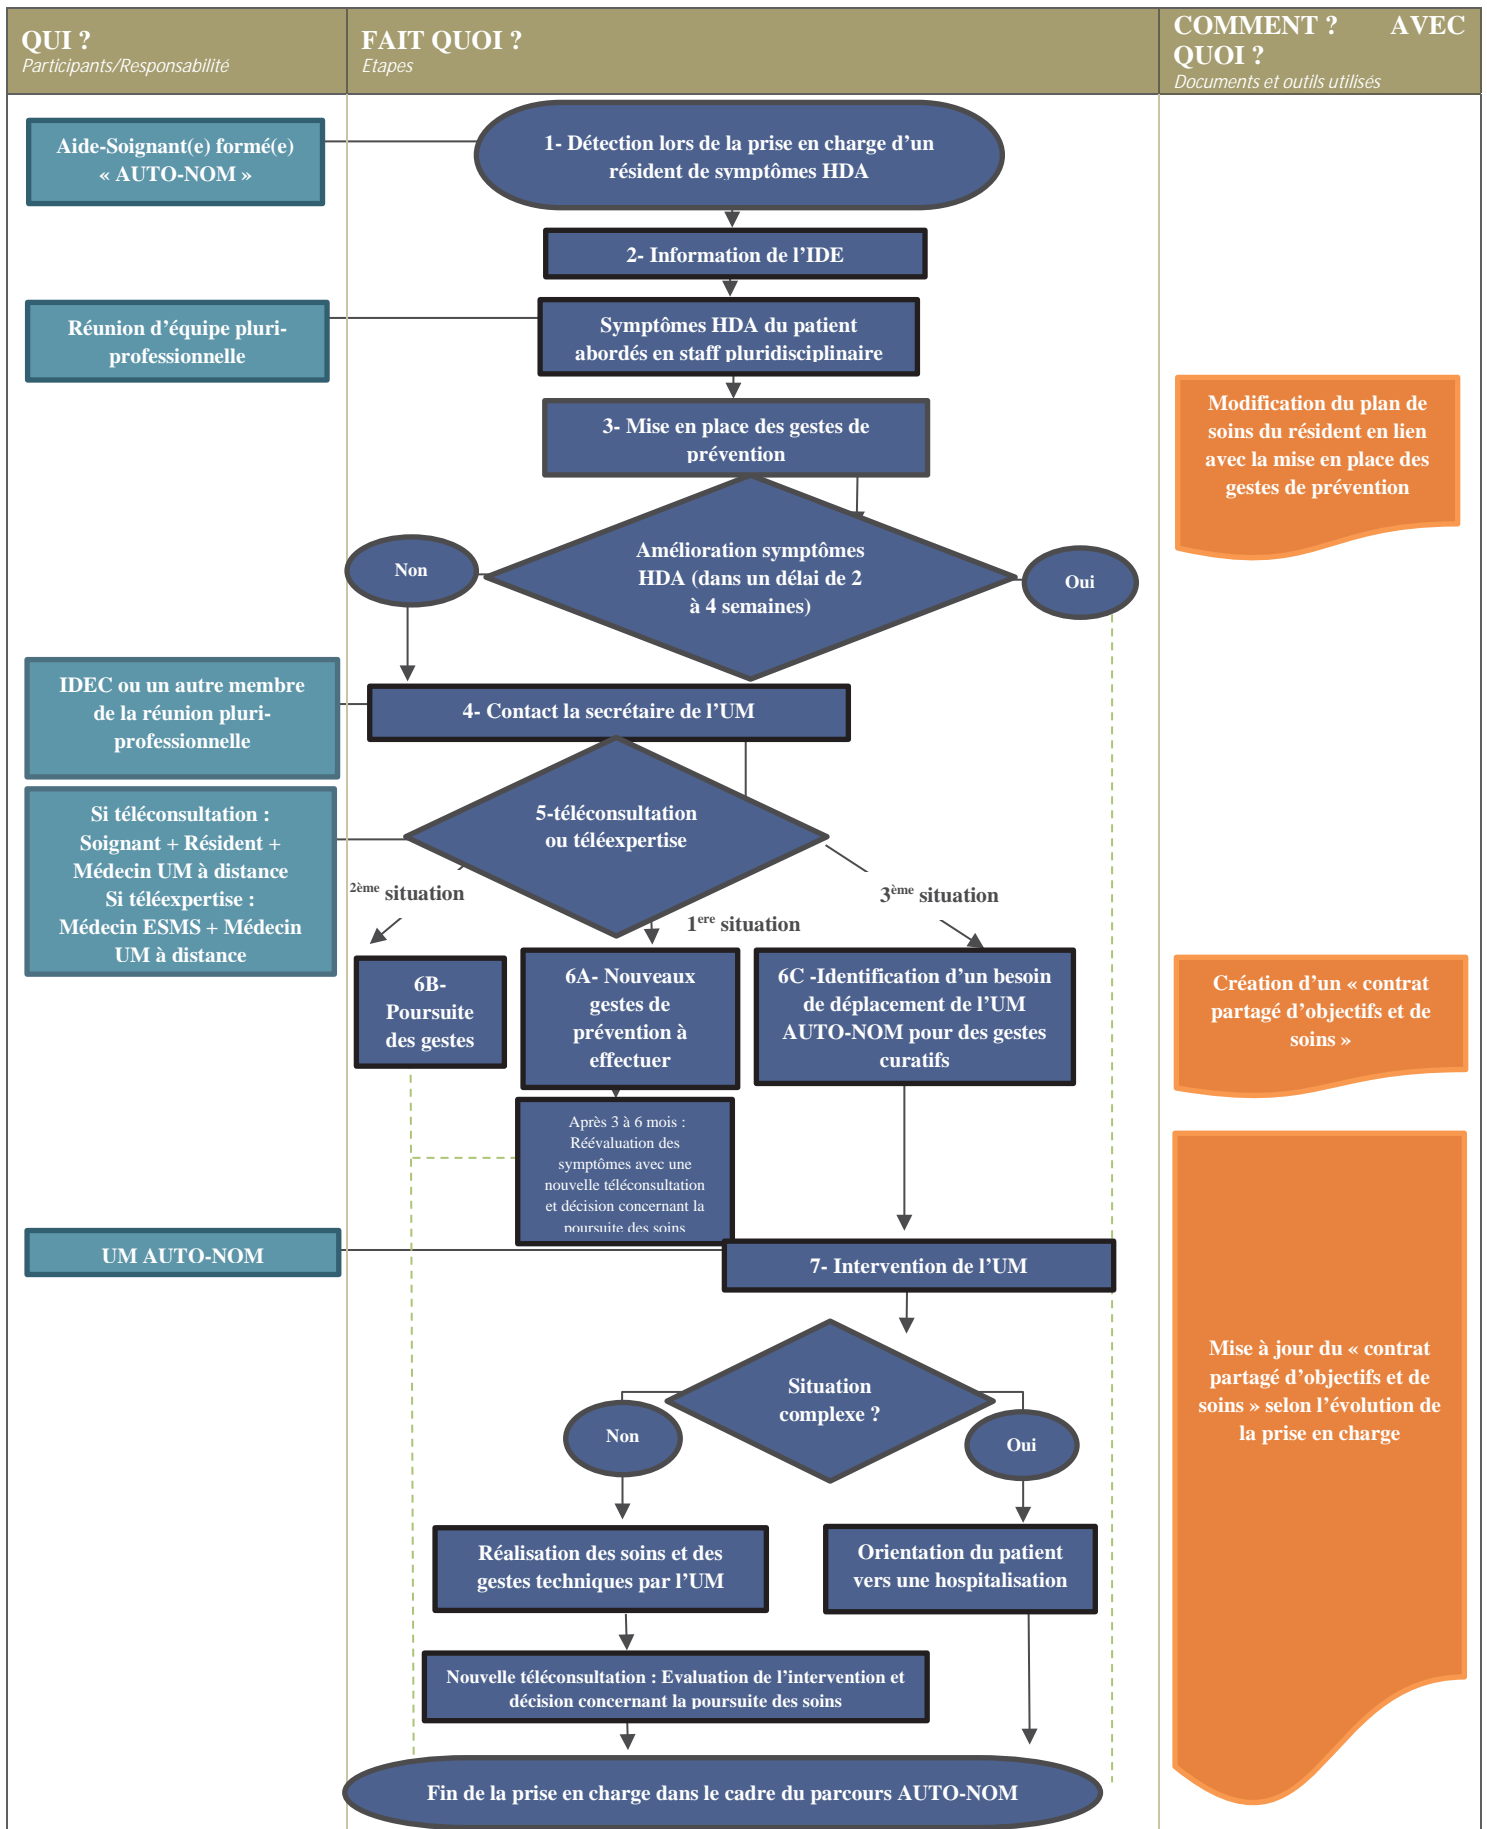 QUI ?
Participants/Responsabilité
FAIT QUOI ?
Etapes
COMMENT ? AVEC
QUOI ?
Documents et outils utilisés
Aide-Soignant(e) formé(e)
« AUTO-NOM »
1- Détection lors de la prise en charge d’un
résident de symptômes HDA
2- Information de l’IDE
Réunion d’équipe pluri-
professionnelle
Symptômes HDA du patient
abordés en staff pluridisciplinaire
3- Mise en place des gestes de
prévention
Modification du plan de
soins du résident en lien
avec la mise en place des
gestes de prévention
Non
Amélioration symptômes
HDA (dans un délai de 2
à 4 semaines)
Oui
IDEC ou un autre membre
de la réunion pluri-
professionnelle
4- Contact la secrétaire de l’UM
Si téléconsultation :
Soignant + Résident +
Médecin UM à distance
Si téléexpertise :
Médecin ESMS + Médecin
UM à distance
5-téléconsultation
ou téléexpertise
2ème situation
1ere situation
3ème situation
6B-
Poursuite
des gestes
6A- Nouveaux
gestes de
prévention à
effectuer
6C -Identification d’un besoin
de déplacement de l’UM
AUTO-NOM pour des gestes
curatifs
Création d’un « contrat
partagé d’objectifs et de
soins »
Après 3 à 6 mois :
Réévaluation des
symptômes avec une
nouvelle téléconsultation
et décision concernant la
poursuite des soins
UM AUTO-NOM
7- Intervention de l’UM
Situation
complexe ?
Non
Oui
Mise à jour du « contrat
partagé d’objectifs et de
soins » selon l’évolution de
la prise en charge
Réalisation des soins et des
gestes techniques par l’UM
Orientation du patient
vers une hospitalisation
Nouvelle téléconsultation : Evaluation de l’intervention et
décision concernant la poursuite des soins
Fin de la prise en charge dans le cadre du parcours AUTO-NOM